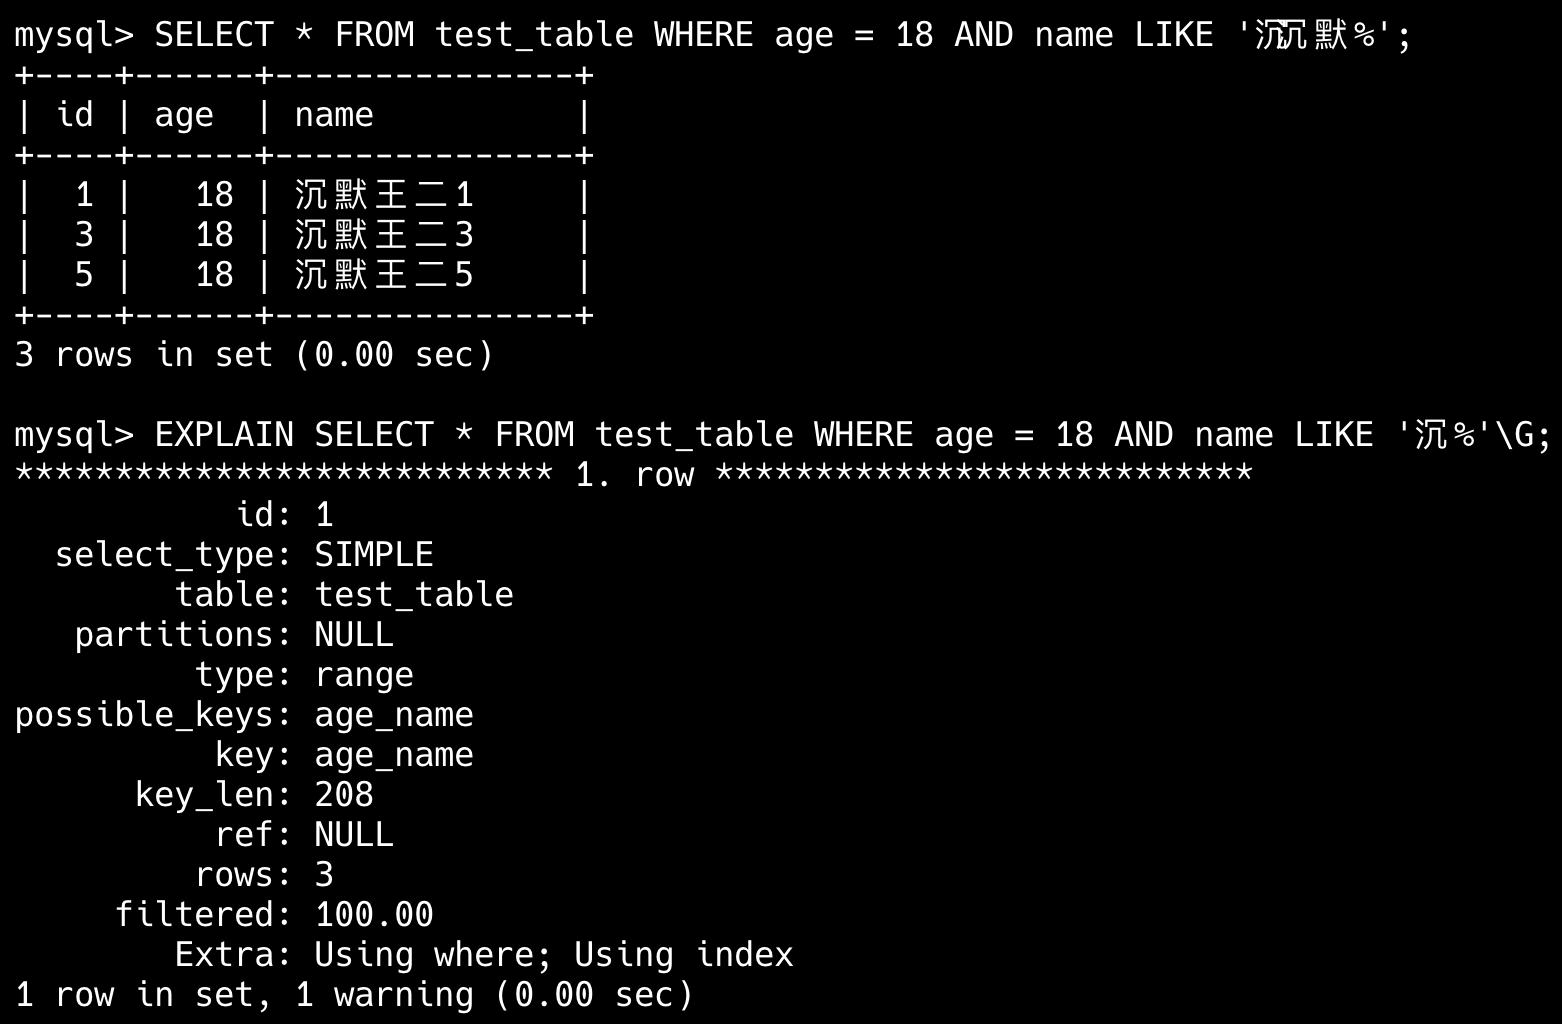 mysql> SELECT * FROM test_table WHERE age = 18 AND name LIKE '沉沉默%';
+----+------+---------------+
| id | age  | name          |
+----+------+---------------+
|  1 |   18 | 沉默王二1     |
|  3 |   18 | 沉默王二3     |
|  5 |   18 | 沉默王二5     |
+----+------+---------------+
3 rows in set (0.00 sec)

mysql> EXPLAIN SELECT * FROM test_table WHERE age = 18 AND name LIKE '沉%'\G;
*************************** 1. row ***************************
           id: 1
  select_type: SIMPLE
        table: test_table
   partitions: NULL
         type: range
possible_keys: age_name
          key: age_name
      key_len: 208
          ref: NULL
         rows: 3
     filtered: 100.00
        Extra: Using where; Using index
1 row in set, 1 warning (0.00 sec)